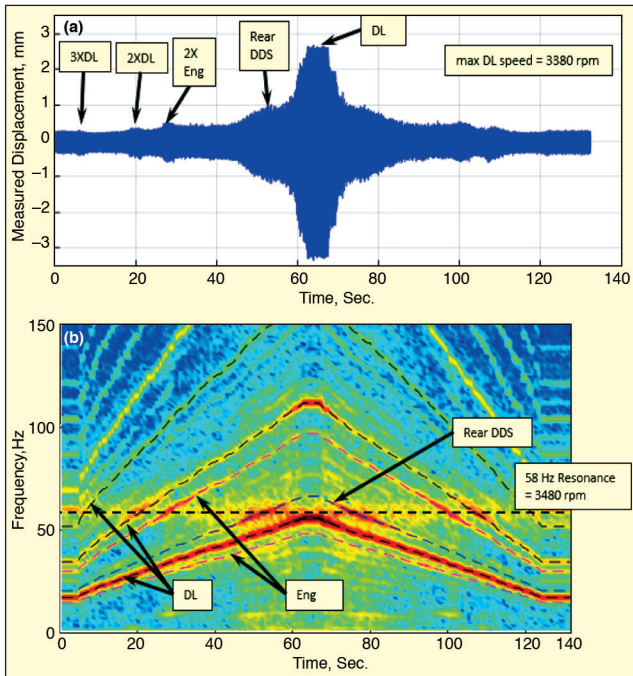 (a)
Measured Displacement, mm
3
2
1
0
−1
−2
−3
3XDL
2XDL
2X
Eng
Rear
DDS
DL
max DL speed = 3380 rpm
0 20 40 60 80 100 120 140
Time, Sec.
(b)
Frequency,Hz
150
100
50
0
Rear DDS
58 Hz Resonance
= 3480 rpm
DL
Eng
0 20 40 60 80 100 120 140
Time, Sec.